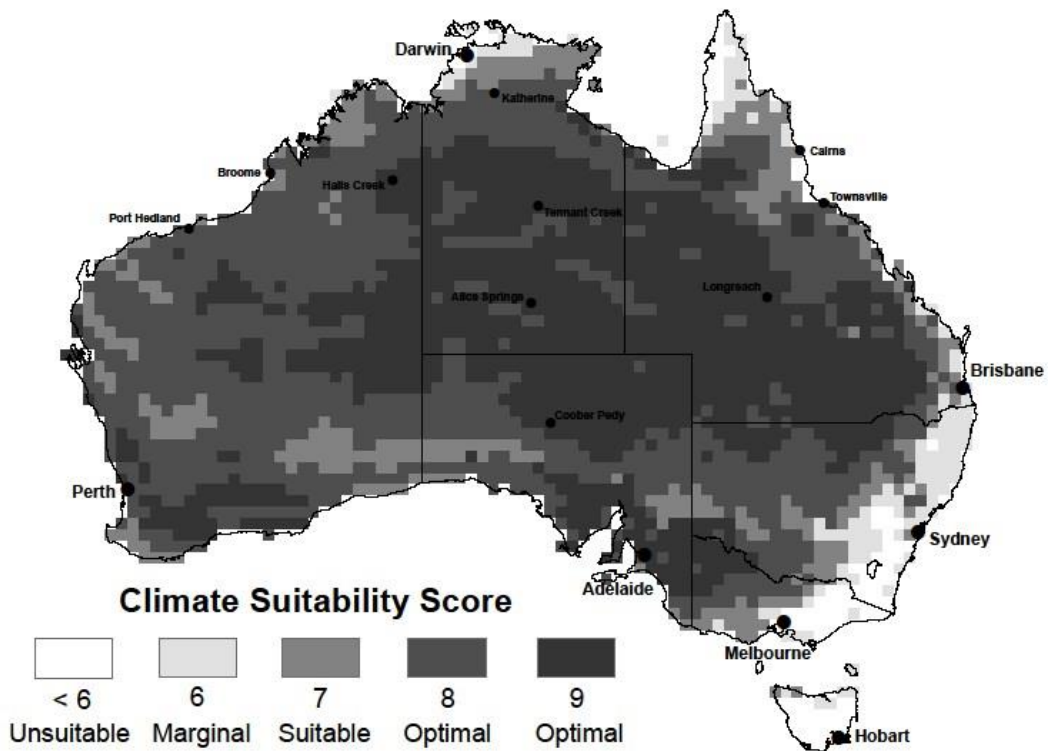 Darwin
Katherine
Cairns
Broome
Halls Creek
Tennant Creek
Townsville
Port Hedland
Alice Springs
Longreach
Brisbane
Coober Pedy
Perth
Sydney
Adelaide
Melbourne
Hobart
Climate Suitability Score
< 6 6 7 8 9
Unsuitable Marginal Suitable Optimal Optimal